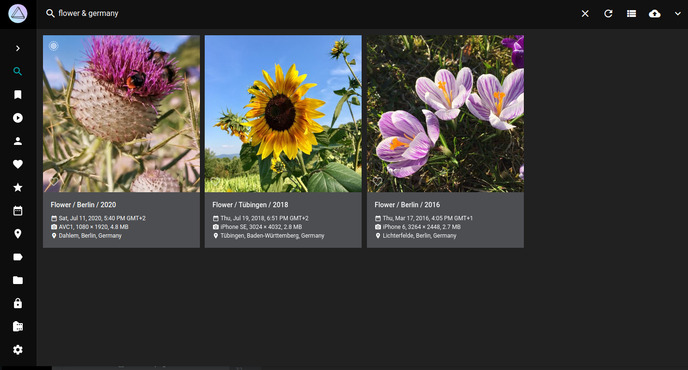 flower & germany
Flower / Berlin / 2020
Sat, Jul 11, 2020, 5:40 PM GMT+2
AVC1, 1080 × 1920, 4.8 MB
Dahlem, Berlin, Germany
Flower / Tübingen / 2018
Thu, Jul 19, 2018, 6:51 PM GMT+2
iPhone SE, 3024 × 4032, 2.8 MB
Tübingen, Baden-Württemberg, Germany
Flower / Berlin / 2016
Thu, Mar 17, 2016, 4:05 PM GMT+1
iPhone 6, 3264 × 2448, 2.7 MB
Lichterfelde, Berlin, Germany